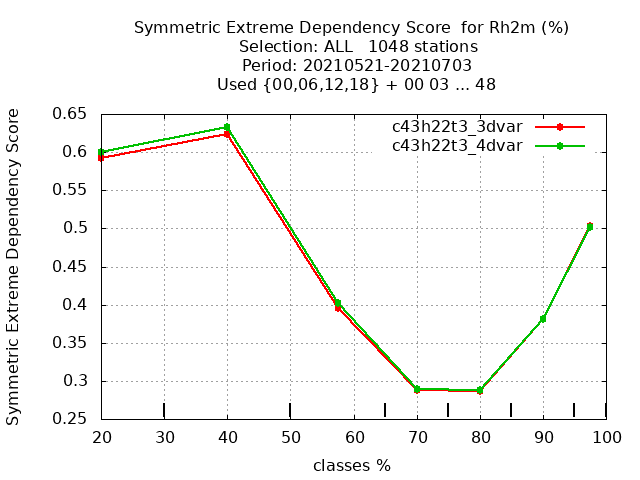 Symmetric Extreme Dependency Score  for Rh2m (%)
Selection: ALL   1048 stations
Period: 20210521-20210703
Used {00,06,12,18} + 00 03 ... 48
Symmetric Extreme Dependency Score
c43h22t3_3dvar
c43h22t3_4dvar
0.65
0.6
0.55
0.5
0.45
0.4
0.35
0.3
0.25
20 30 40 50 60 70 80 90 100
classes %